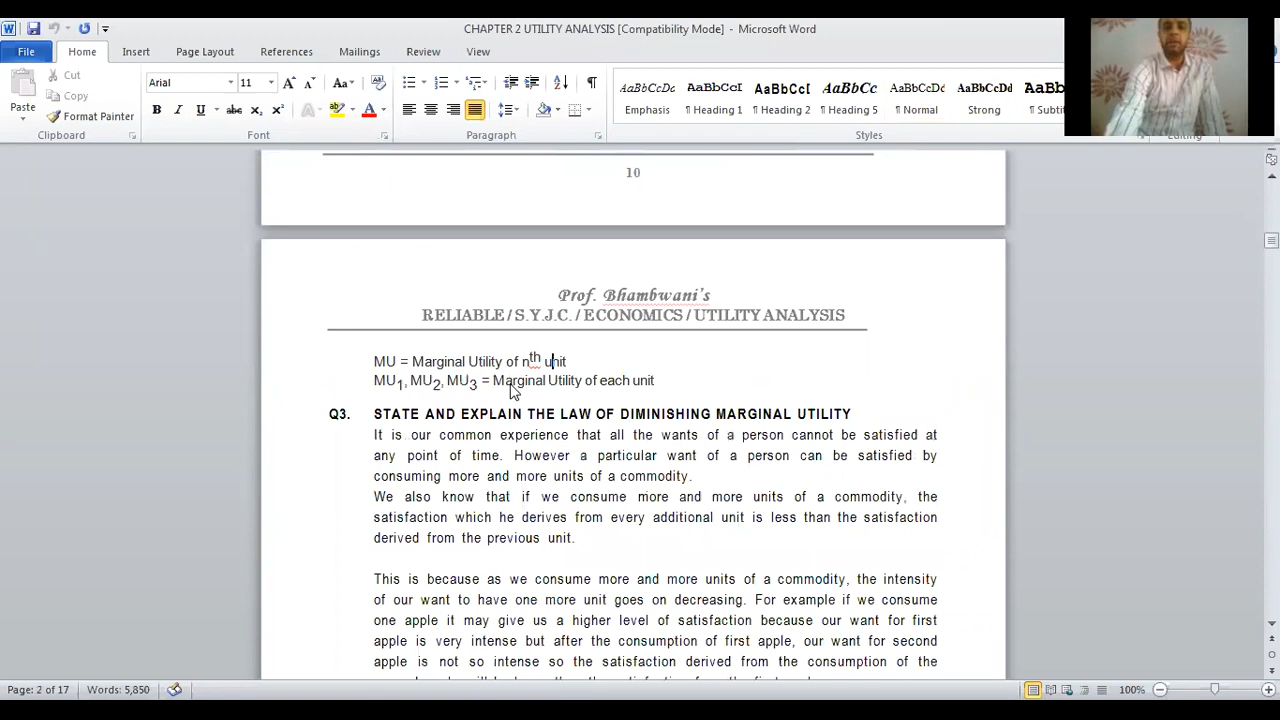 CHAPTER 2 UTILITY ANALYSIS [Compatibility Mode] - Microsoft Word
File Home Insert Page Layout References Mailings Review View
Cut
Copy
Format Painter
Paste
Clipboard
Arial 11
Font
Paragraph
AaBbCcDc AaBbCcI AaBbCcI AaBbCc AaBbCcDd AaBbCcDd AaBb
Emphasis ¶ Heading 1 ¶ Heading 2 ¶ Heading 5 ¶ Normal Strong ¶ Subti
Styles
Editing
10
Prof. Bhambwani's
RELIABLE / S.Y.J.C. / ECONOMICS / UTILITY ANALYSIS
MU = Marginal Utility of nth unit
MU1, MU2, MU3 = Marginal Utility of each unit
Q3. STATE AND EXPLAIN THE LAW OF DIMINISHING MARGINAL UTILITY
It is our common experience that all the wants of a person cannot be satisfied at
any point of time. However a particular want of a person can be satisfied by
consuming more and more units of a commodity.
We also know that if we consume more and more units of a commodity, the
satisfaction which he derives from every additional unit is less than the satisfaction
derived from the previous unit.
This is because as we consume more and more units of a commodity, the intensity
of our want to have one more unit goes on decreasing. For example if we consume
one apple it may give us a higher level of satisfaction because our want for first
apple is very intense but after the consumption of first apple, our want for second
apple is not so intense so the satisfaction derived from the consumption of the
Page: 2 of 17 Words: 5,850 100%